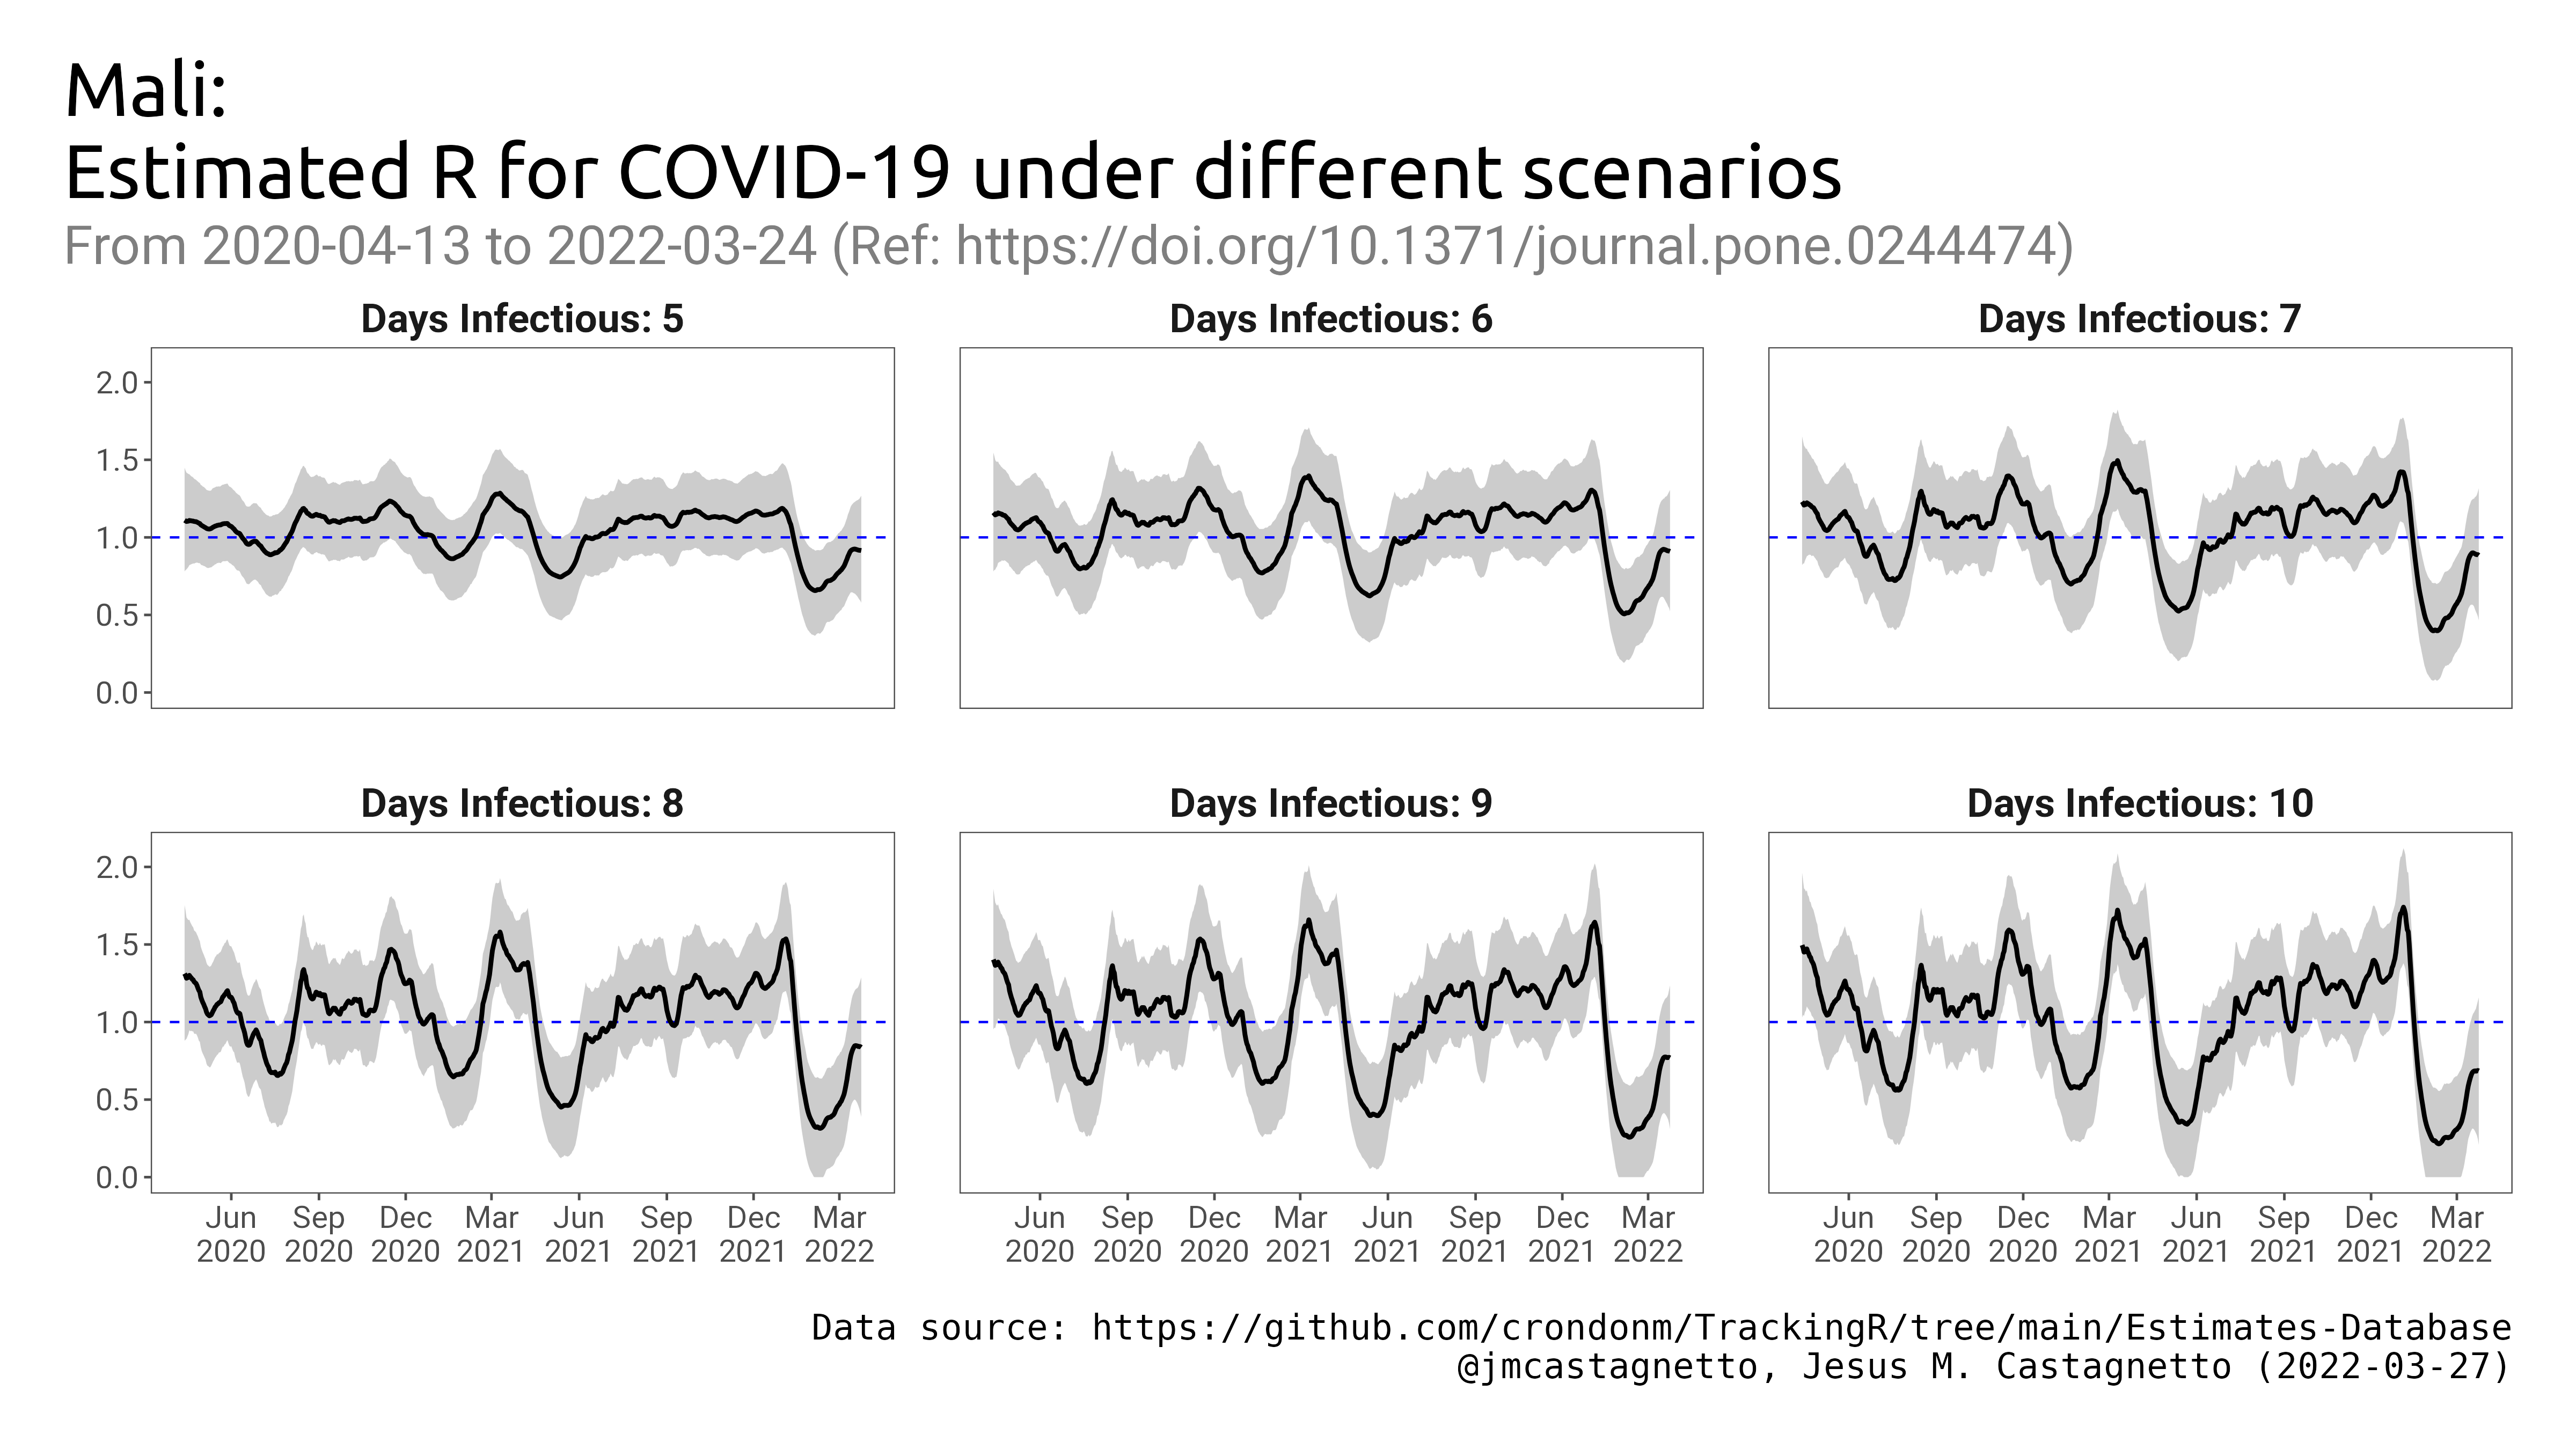 Mali:
Estimated R for COVID-19 under different scenarios
From 2020-04-13 to 2022-03-24 (Ref: https://doi.org/10.1371/journal.pone.0244474)
Days Infectious: 5
Days Infectious: 6
Days Infectious: 7
2.0
1.5
1.0
0.5
0.0
Days Infectious: 8
Days Infectious: 9
Days Infectious: 10
2.0
1.5
1.0
0.5
0.0
Jun Sep Dec Mar Jun Sep Dec Mar
2020 2020 2020 2021 2021 2021 2021 2022
Jun Sep Dec Mar Jun Sep Dec Mar
2020 2020 2020 2021 2021 2021 2021 2022
Jun Sep Dec Mar Jun Sep Dec Mar
2020 2020 2020 2021 2021 2021 2021 2022
Data source: https://github.com/crondonm/TrackingR/tree/main/Estimates-Database
@jmcastagnetto, Jesus M. Castagnetto (2022-03-27)